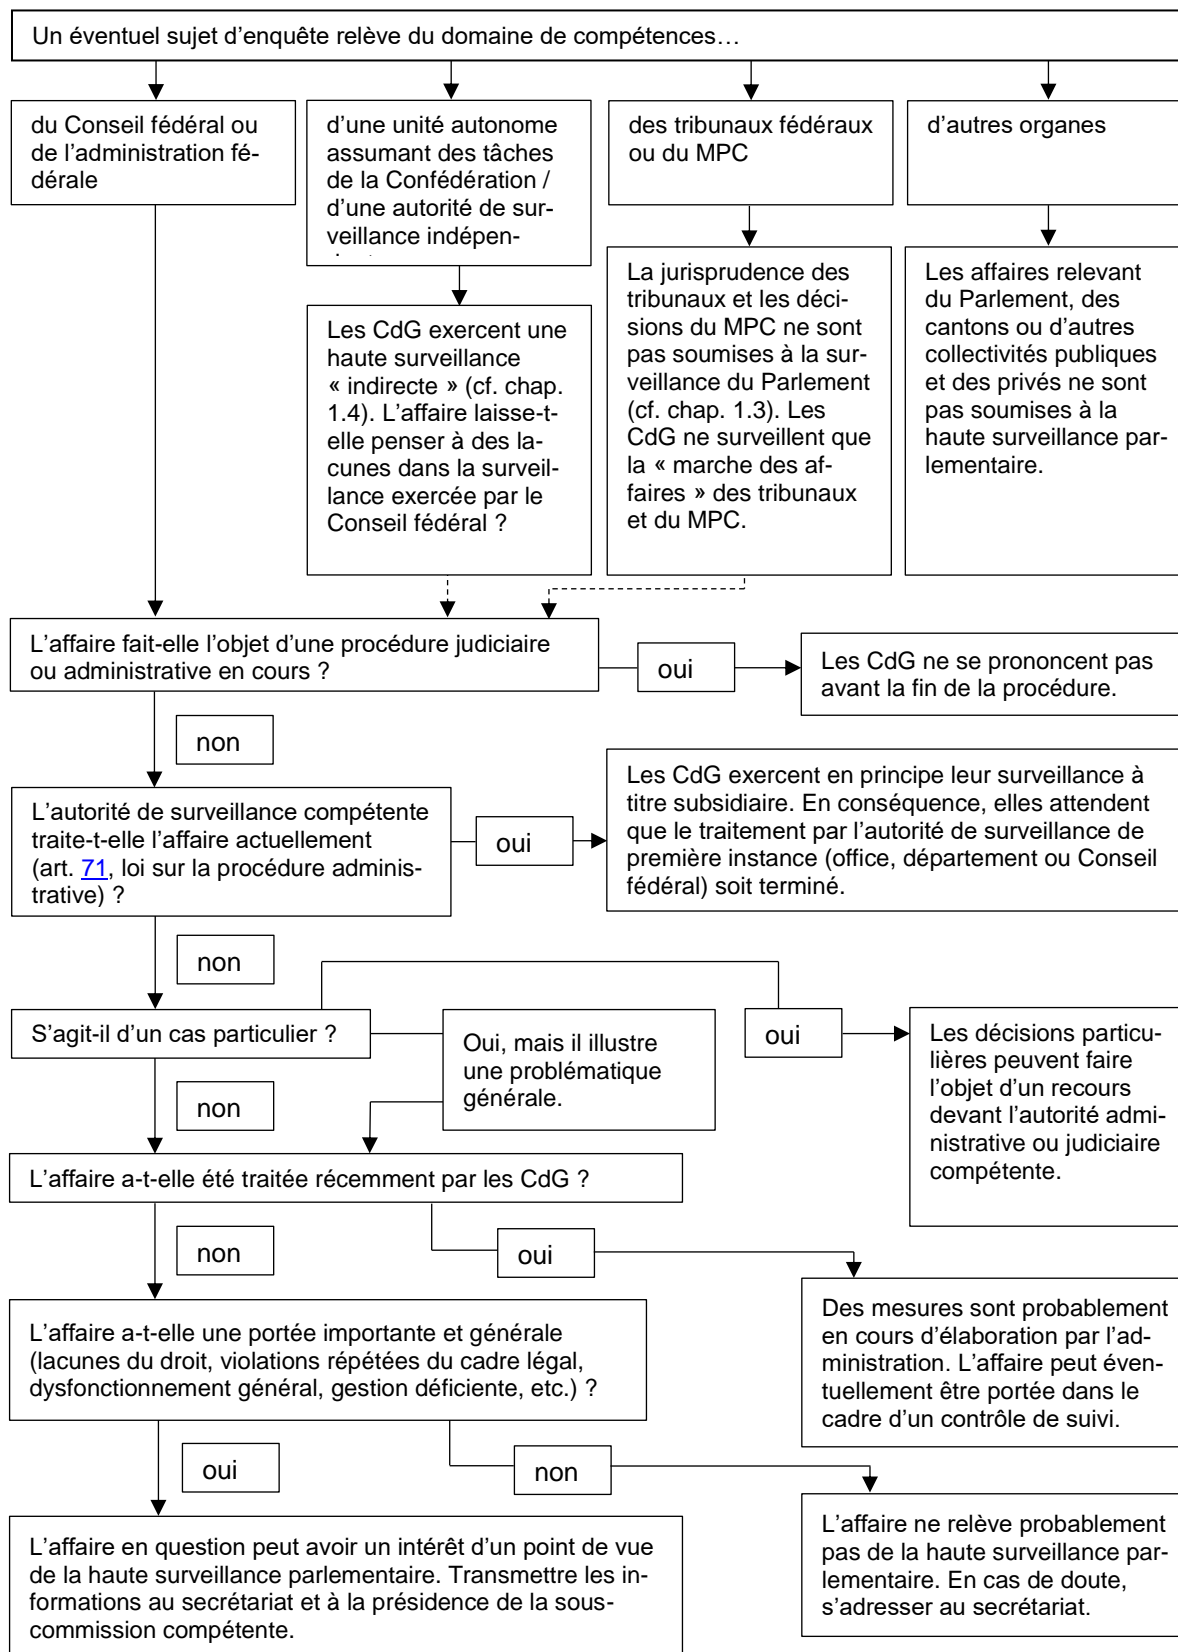 Un éventuel sujet d'enquête relève du domaine de compétences…
du Conseil fédéral ou
de l'administration fé-
dérale
d'une unité autonome
assumant des tâches
de la Confédération /
d'une autorité de sur-
veillance indépen-
des tribunaux fédéraux
ou du MPC
d'autres organes
Les CdG exercent une
haute surveillance
« indirecte » (cf. chap.
1.4). L'affaire laisse-t-
elle penser à des la-
cunes dans la surveil-
lance exercée par le
Conseil fédéral ?
La jurisprudence des
tribunaux et les déci-
sions du MPC ne sont
pas soumises à la sur-
veillance du Parlement
(cf. chap. 1.3). Les
CdG ne surveillent que
la « marche des af-
faires » des tribunaux
et du MPC.
Les affaires relevant
du Parlement, des
cantons ou d'autres
collectivités publiques
et des privés ne sont
pas soumises à la
haute surveillance par-
lementaire.
L'affaire fait-elle l'objet d'une procédure judiciaire
ou administrative en cours ?
oui
Les CdG ne se prononcent pas
avant la fin de la procédure.
non
L'autorité de surveillance compétente
traite-t-elle l'affaire actuellement
(art. 71, loi sur la procédure adminis-
trative) ?
oui
Les CdG exercent en principe leur surveillance à
titre subsidiaire. En conséquence, elles attendent
que le traitement par l'autorité de surveillance de
première instance (office, département ou Conseil
fédéral) soit terminé.
non
S'agit-il d'un cas particulier ?
Oui, mais il illustre
une problématique
générale.
oui
Les décisions particu-
lières peuvent faire
l'objet d'un recours
devant l'autorité admi-
nistrative ou judiciaire
compétente.
non
L'affaire a-t-elle été traitée récemment par les CdG ?
non
oui
Des mesures sont probablement
en cours d'élaboration par l'ad-
ministration. L'affaire peut éven-
tuellement être portée dans le
cadre d'un contrôle de suivi.
L'affaire a-t-elle une portée importante et générale
(lacunes du droit, violations répétées du cadre légal,
dysfonctionnement général, gestion déficiente, etc.) ?
oui
non
L'affaire en question peut avoir un intérêt d'un point de vue
de la haute surveillance parlementaire. Transmettre les in-
formations au secrétariat et à la présidence de la sous-
commission compétente.
L'affaire ne relève probablement
pas de la haute surveillance par-
lementaire. En cas de doute,
s'adresser au secrétariat.